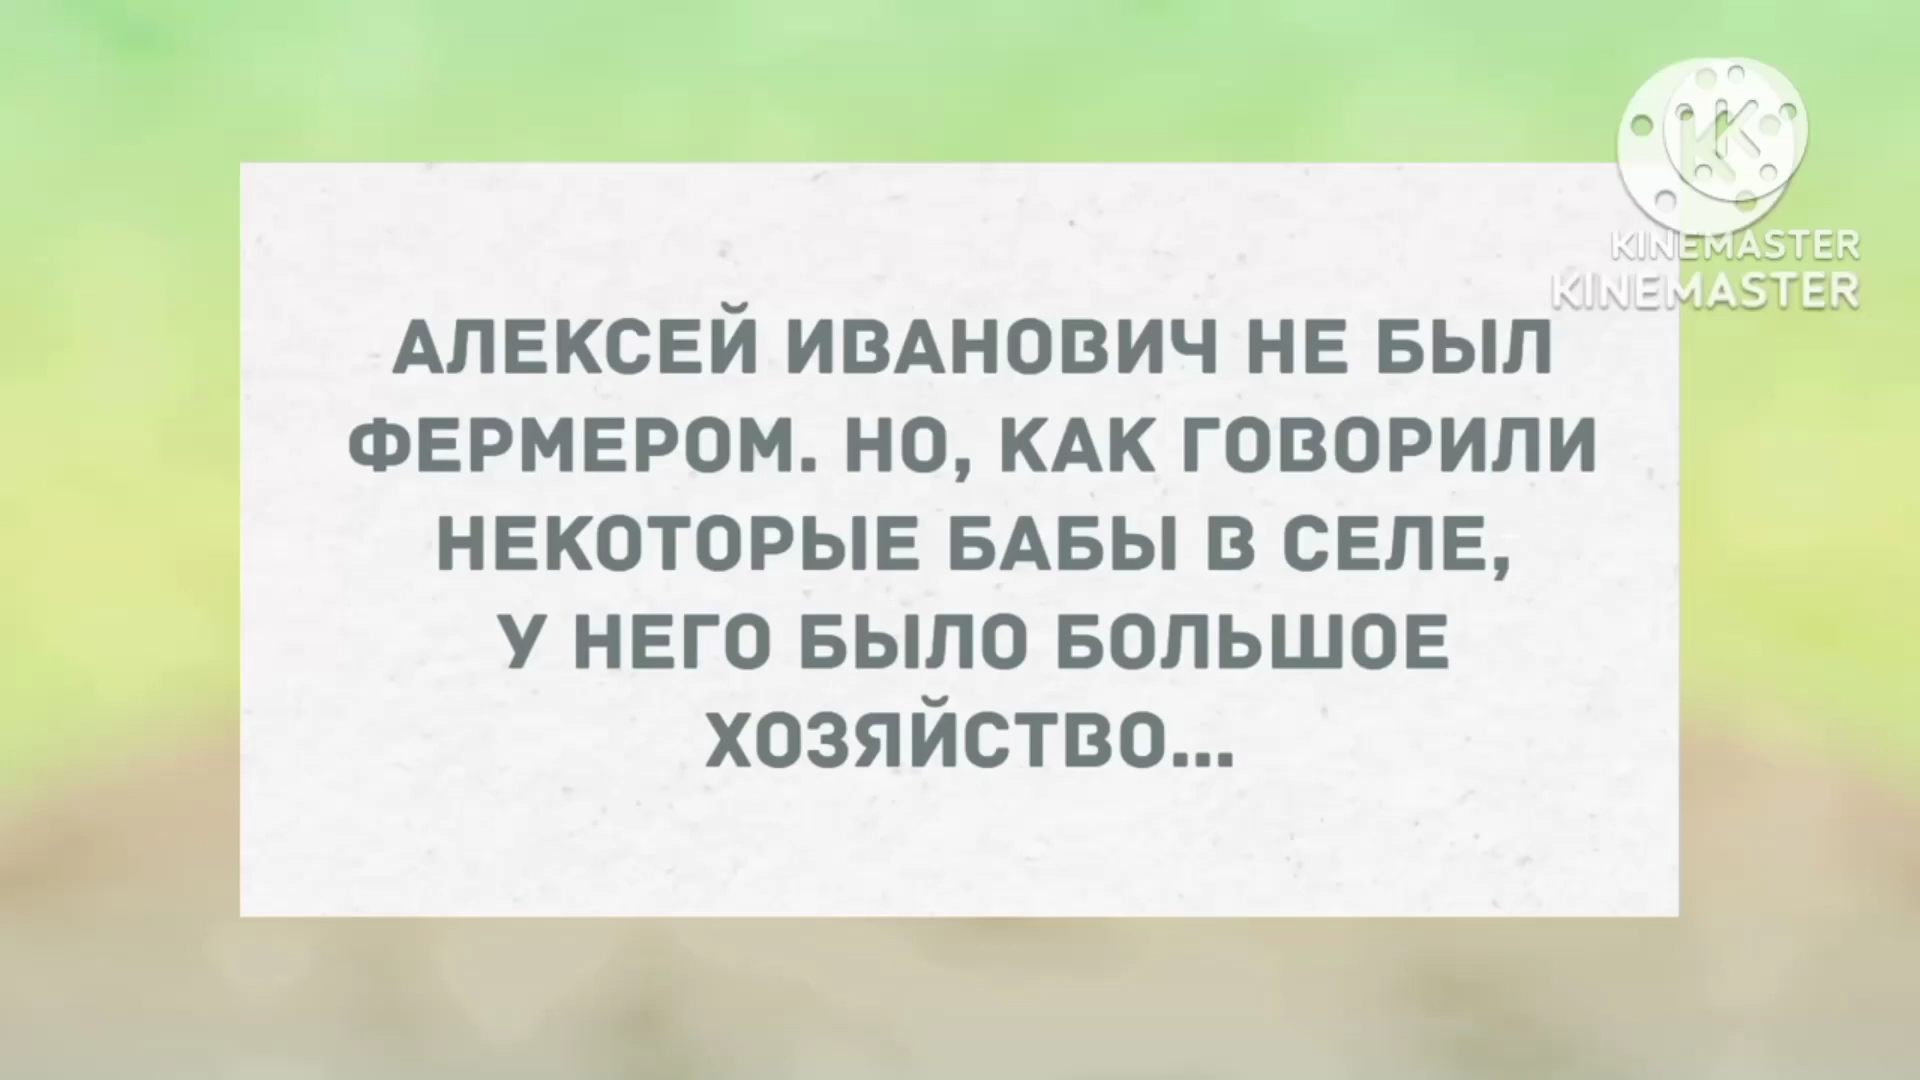 KINEMASTER
KINEMASTER
АЛЕКСЕЙ ИВАНОВИЧ НЕ БЫЛ
ФЕРМЕРОМ. НО, КАК ГОВОРИЛИ
НЕКОТОРЫЕ БАБЫ В СЕЛЕ,
У НЕГО БЫЛО БОЛЬШОЕ
ХОЗЯЙСТВО...